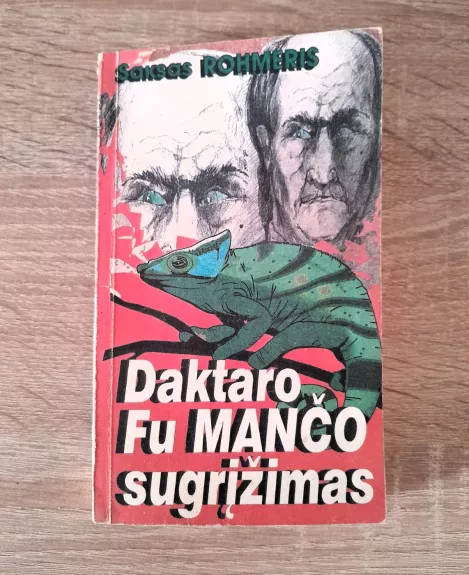 Saksas ROHMERIS
Daktaro
Fu MANČO
sugrįžimas